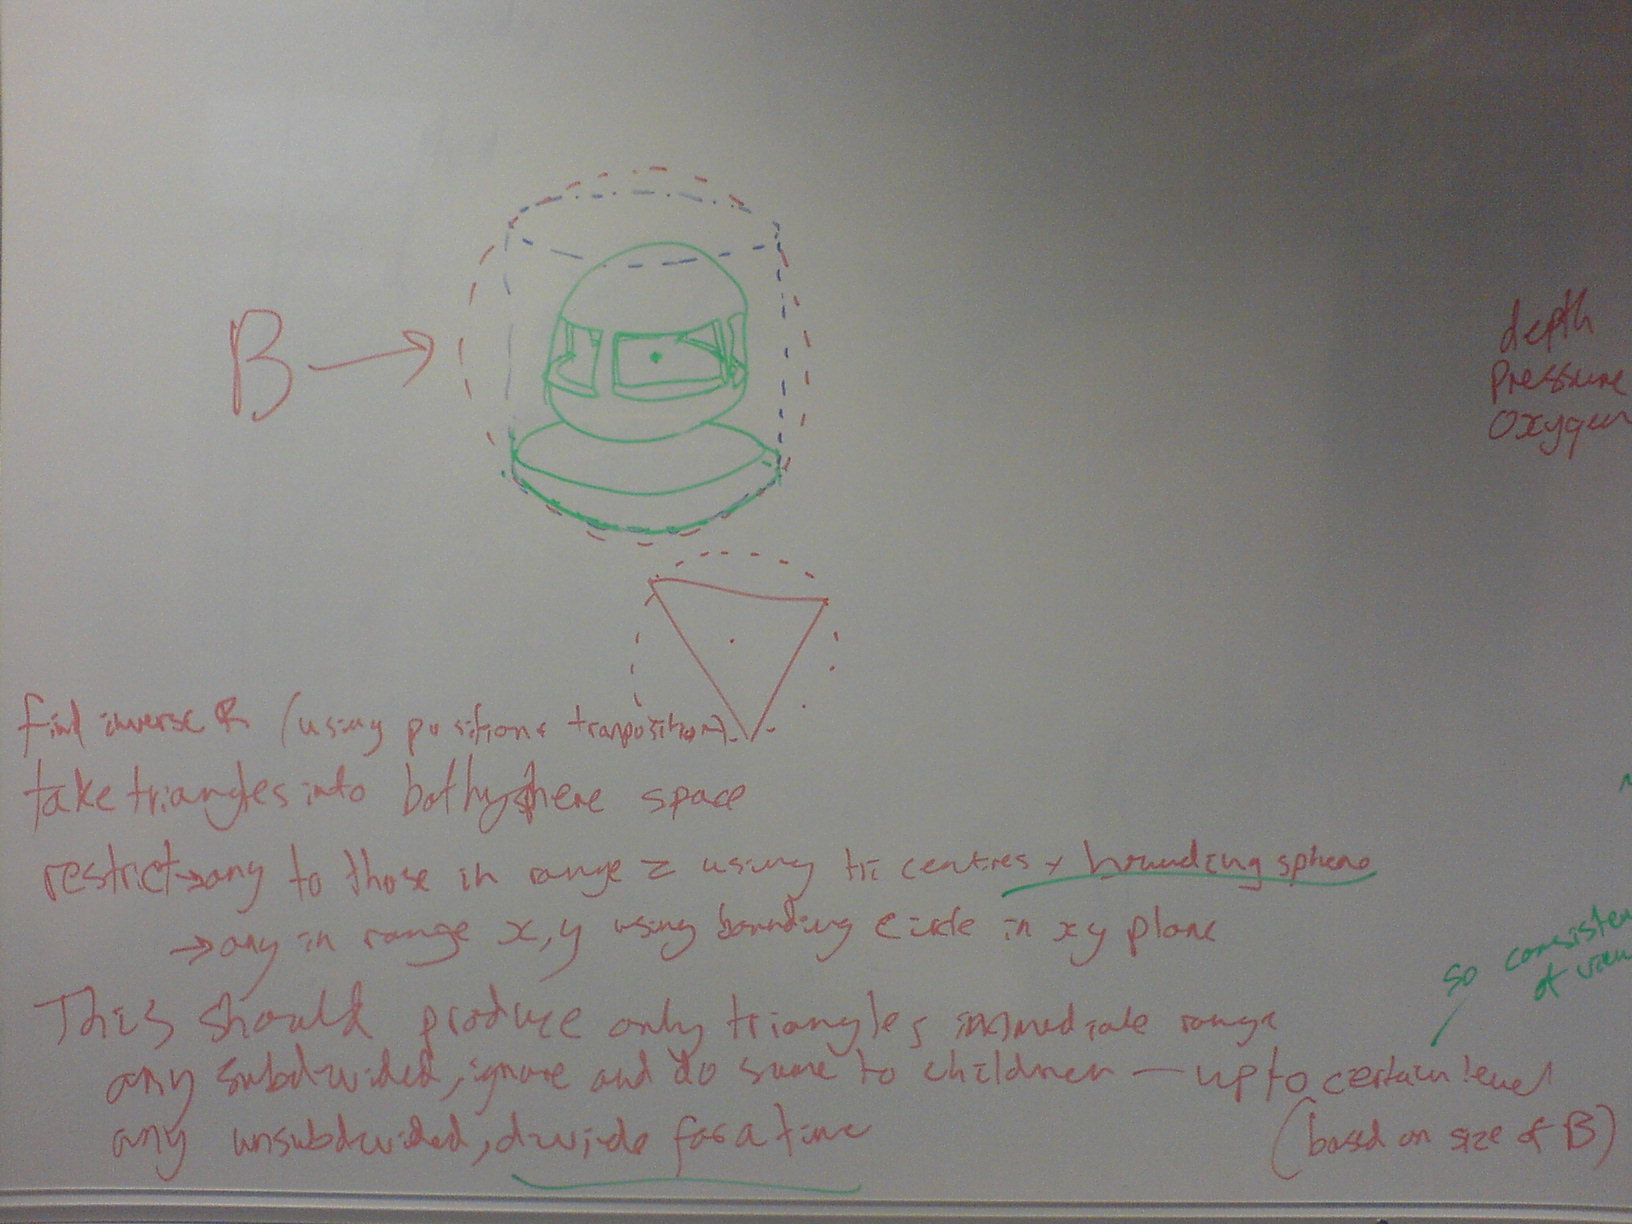 B
depth
Pressure
Oxygen
find inverse (using position & tranposition)
take triangles into bathysphere space
restrict → any to those in range z using tri centres + bounding sphere
→ any in range x, y using bounding circle in xy plane
so consisten
of view
This should produce only triangles immediate range
any subdivided, ignore and do same to children — up to certain level
any unsubdivided, divide for a time
(based on size of B)